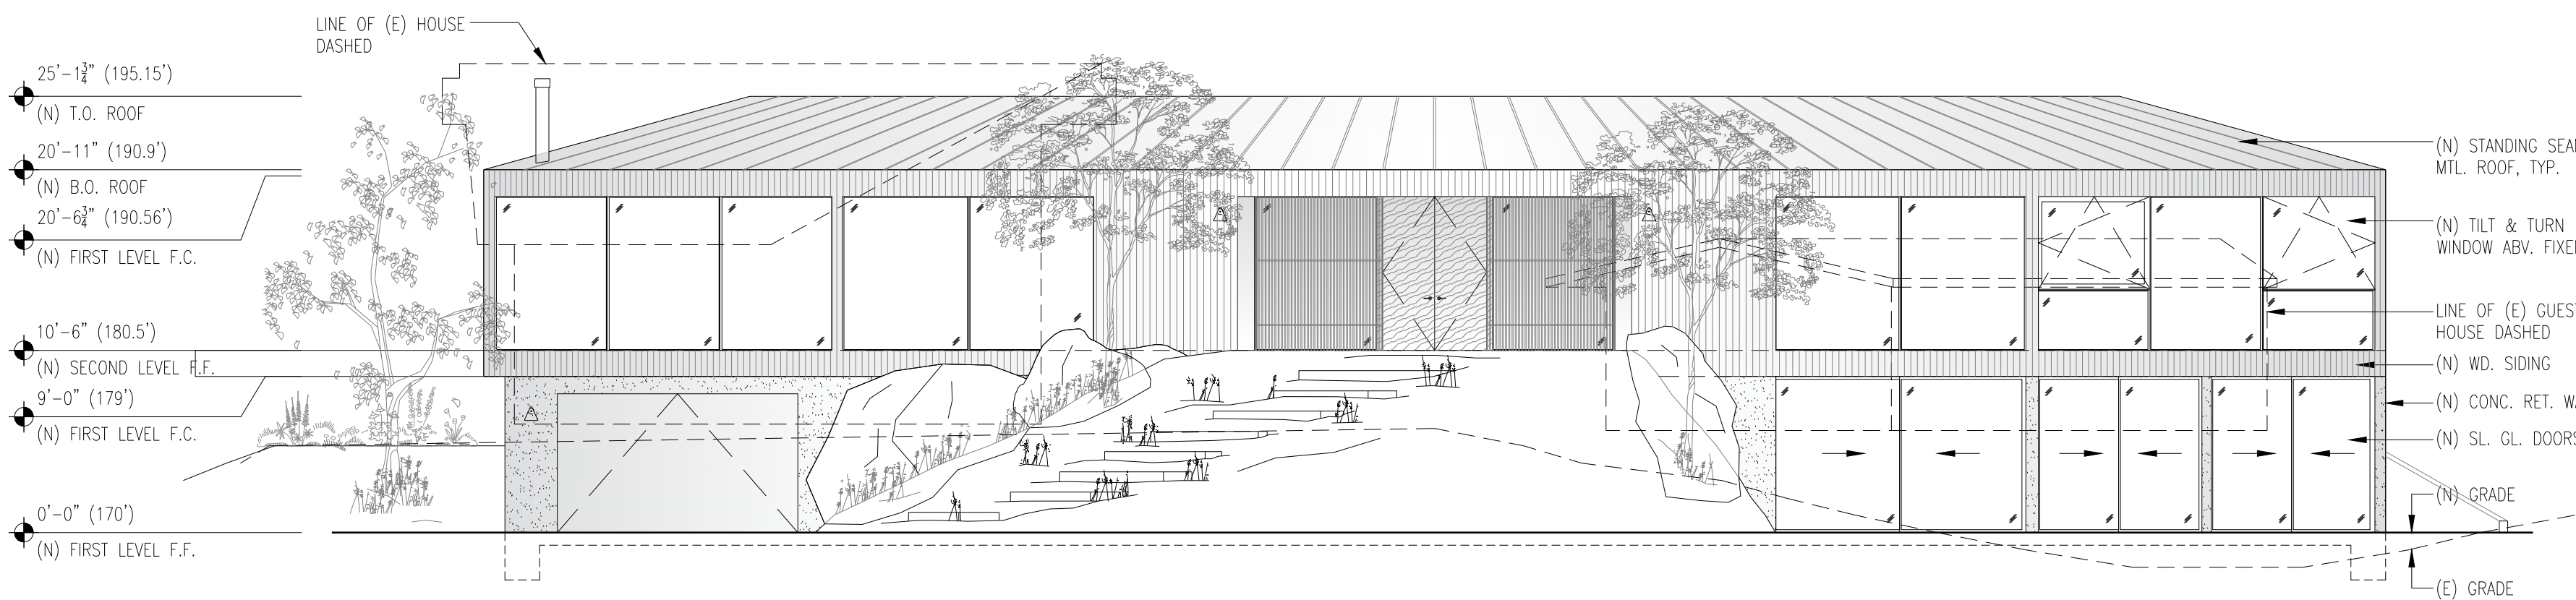 LINE OF (E) HOUSE
DASHED
25'-1¾" (195.15')
(N) T.O. ROOF
20'-11" (190.9')
(N) B.O. ROOF
20'-6¾" (190.56')
(N) FIRST LEVEL F.C.
10'-6" (180.5')
(N) SECOND LEVEL F.F.
9'-0" (179')
(N) FIRST LEVEL F.C.
0'-0" (170')
(N) FIRST LEVEL F.F.
(N) STANDING SEA
MTL. ROOF, TYP.
(N) TILT & TURN
WINDOW ABV. FIXE
LINE OF (E) GUES
HOUSE DASHED
(N) WD. SIDING
(N) CONC. RET. W
(N) SL. GL. DOORS
(N) GRADE
(E) GRADE